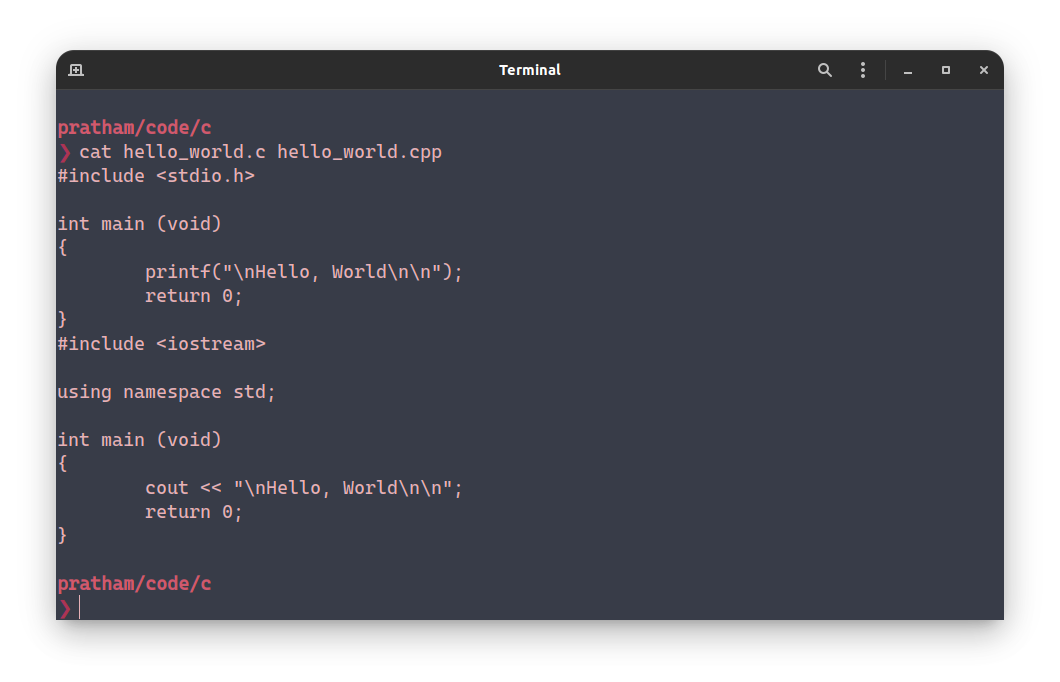 Terminal
pratham/code/c
❯ cat hello_world.c hello_world.cpp
#include <stdio.h>
int main (void)
{
        printf("\nHello, World\n\n");
        return 0;
}
#include <iostream>
using namespace std;
int main (void)
{
        cout << "\nHello, World\n\n";
        return 0;
}
pratham/code/c
❯